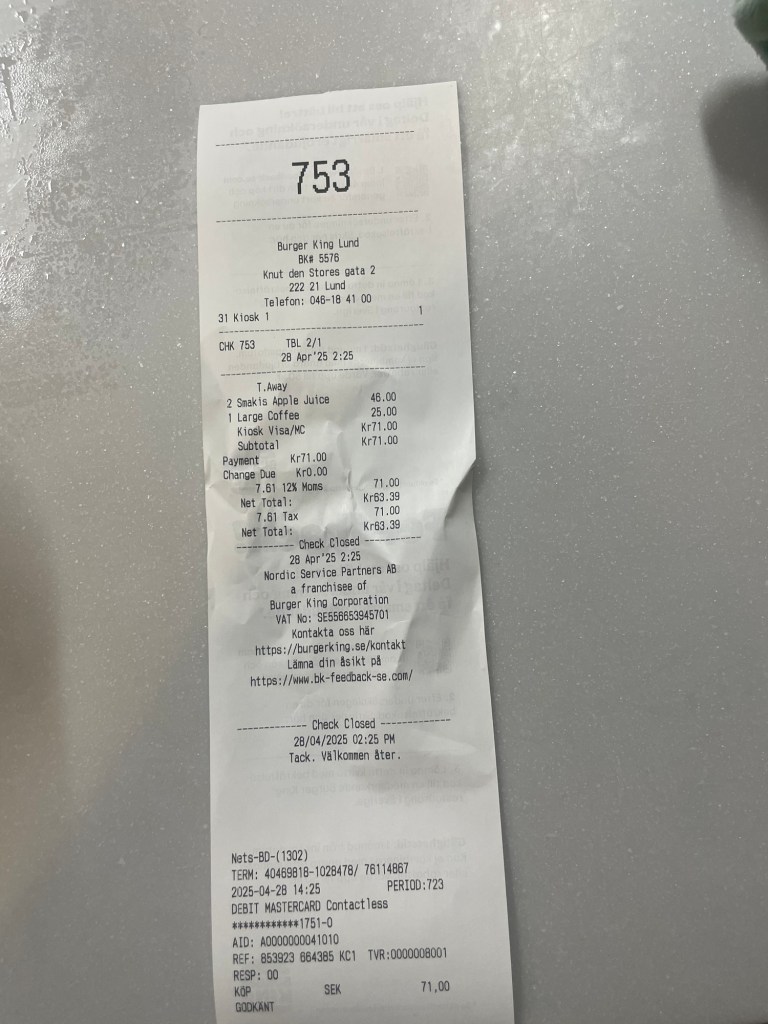 753
Burger King Lund
BK# 5576
Knut den Stores gata 2
222 21 Lund
Telefon: 046-18 41 00
31 Kiosk 1 1
CHK 753 TBL 2/1
28 Apr'25 2:25
T.Away
2 Smakis Apple Juice 46.00
1 Large Coffee 25.00
Kiosk Visa/MC Kr71.00
Subtotal Kr71.00
Payment Kr71.00
Change Due Kr0.00
7.61 12% Moms 71.00
Net Total: Kr63.39
7.61 Tax 71.00
Net Total: Kr63.39
----------- Check Closed -----------
28 Apr'25 2:25
Nordic Service Partners AB
a franchisee of
Burger King Corporation
VAT No: SE556653945701
Kontakta oss här
https://burgerking.se/kontakt
Lämna din åsikt på
https://www.bk-feedback-se.com/
------------- Check Closed -------------
28/04/2025 02:25 PM
Tack. Välkommen åter.
Nets-BD-(1302)
TERM: 40469818-1028478/ 76114867
2025-04-28 14:25 PERIOD:723
DEBIT MASTERCARD Contactless
************1751-0
AID: A0000000041010
REF: 853923 664385 KC1 TVR:0000008001
RESP: 00
KÖP SEK 71,00
GODKÄNT